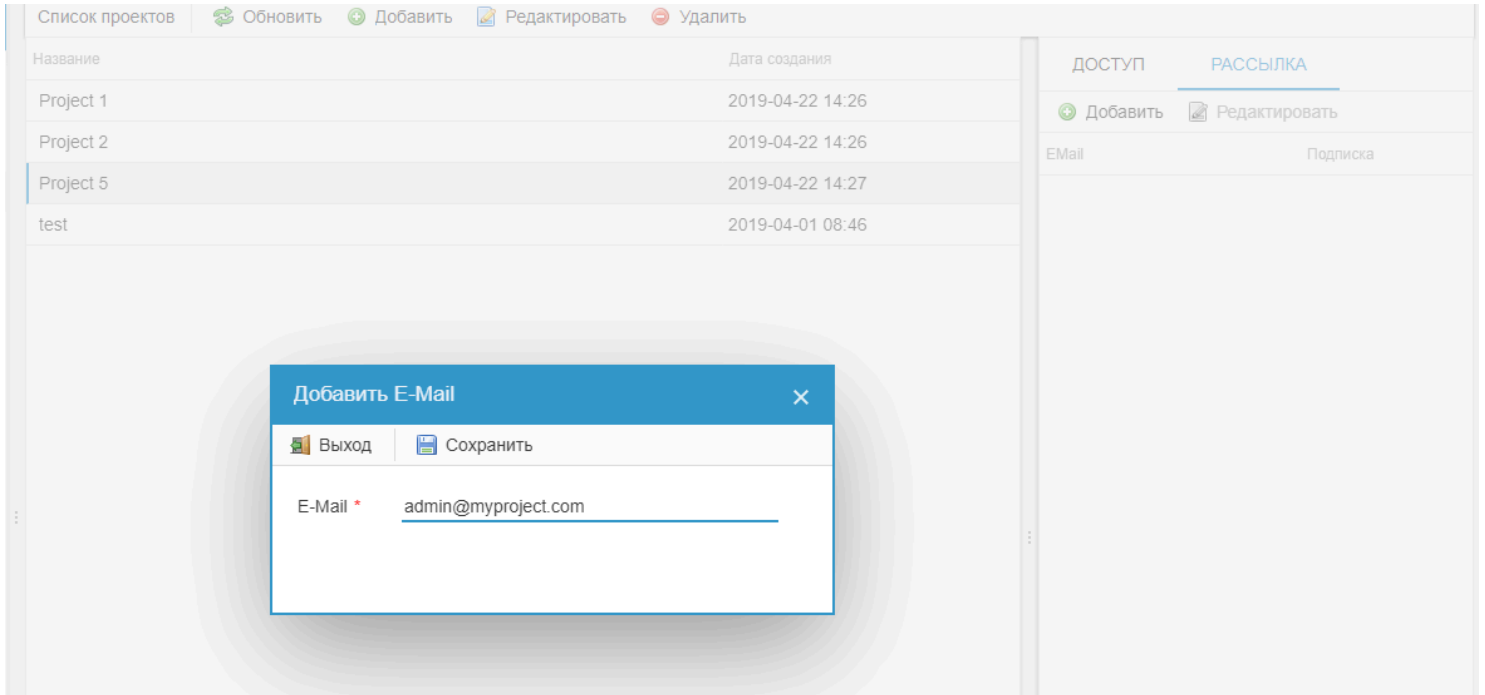 Список проектов Обновить Добавить Редактировать Удалить
Название Дата создания
Project 1 2019-04-22 14:26
Project 2 2019-04-22 14:26
Project 5 2019-04-22 14:27
test 2019-04-01 08:46
ДОСТУП РАССЫЛКА
Добавить Редактировать
EMail Подписка
Добавить E-Mail
Выход Сохранить
E-Mail * admin@myproject.com